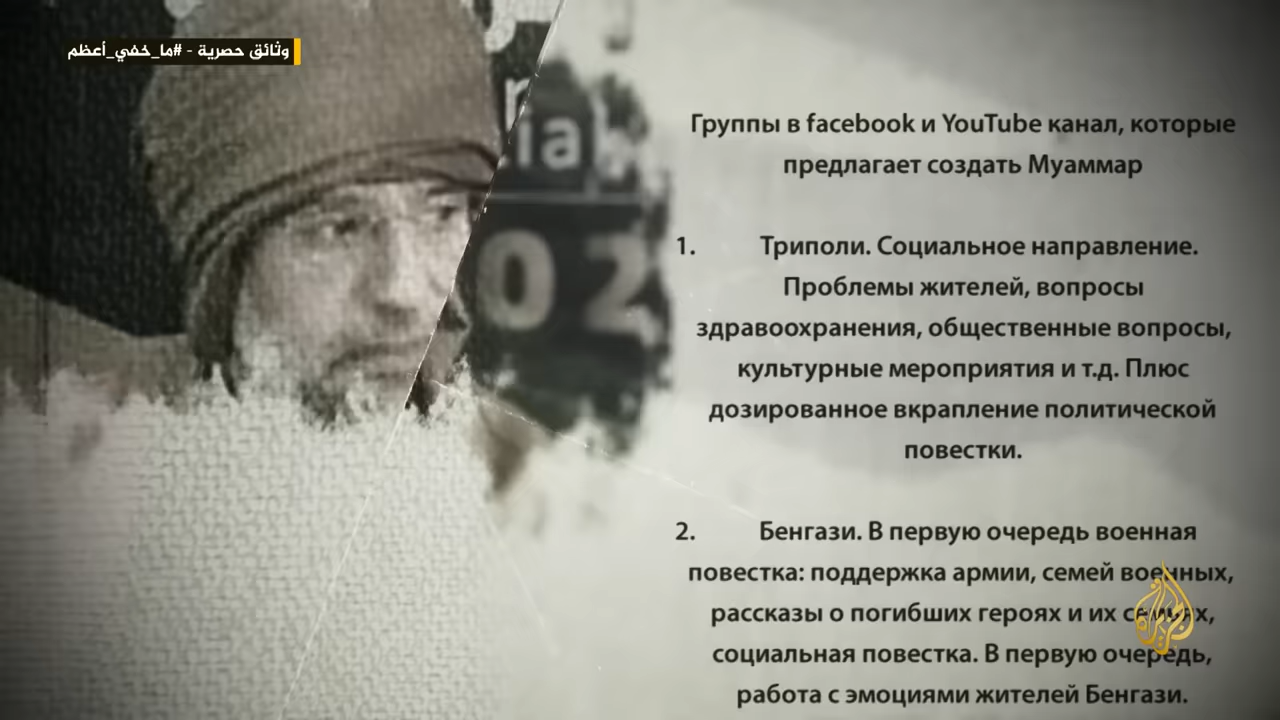 وثائق حصرية - #ما_خفي_أعظم
Группы в facebook и YouTube канал, которые
предлагает создать Муаммар
1. Триполи. Социальное направление.
Проблемы жителей, вопросы
здравоохранения, общественные вопросы,
культурные мероприятия и т.д. Плюс
дозированное вкрапление политической
повестки.
2. Бенгази. В первую очередь военная
повестка: поддержка армии, семей военных,
рассказы о погибших героях и их семьях,
социальная повестка. В первую очередь,
работа с эмоциями жителей Бенгази.
الجزيرة